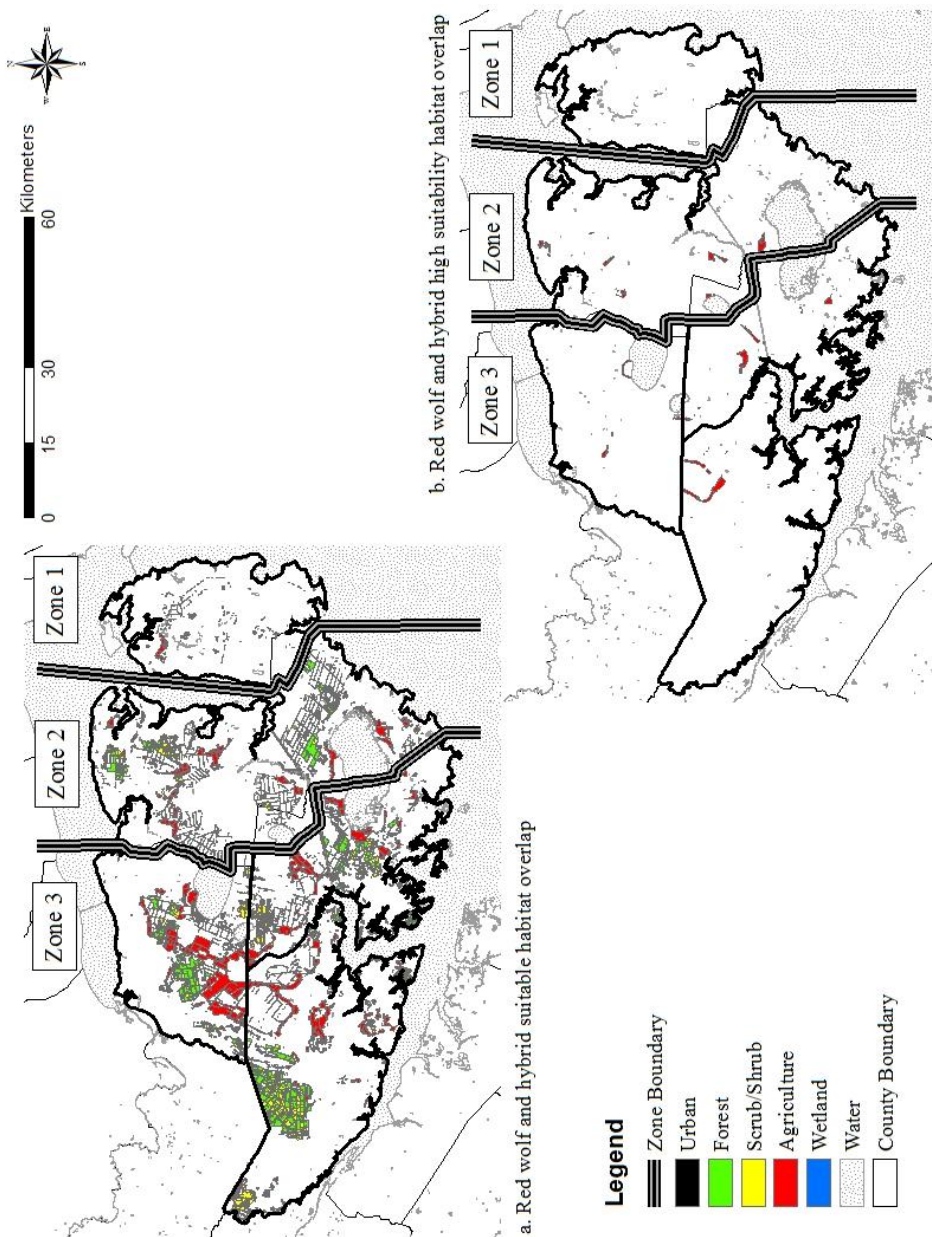 Zone 3
Zone 2
Zone 1
a. Red wolf and hybrid suitable habitat overlap
N
W
E
S
0
15
30
60
Kilometers
b. Red wolf and hybrid high suitability habitat overlap
Zone 3
Zone 2
Zone 1
Legend
Zone Boundary
Urban
Forest
Scrub/Shrub
Agriculture
Wetland
Water
County Boundary